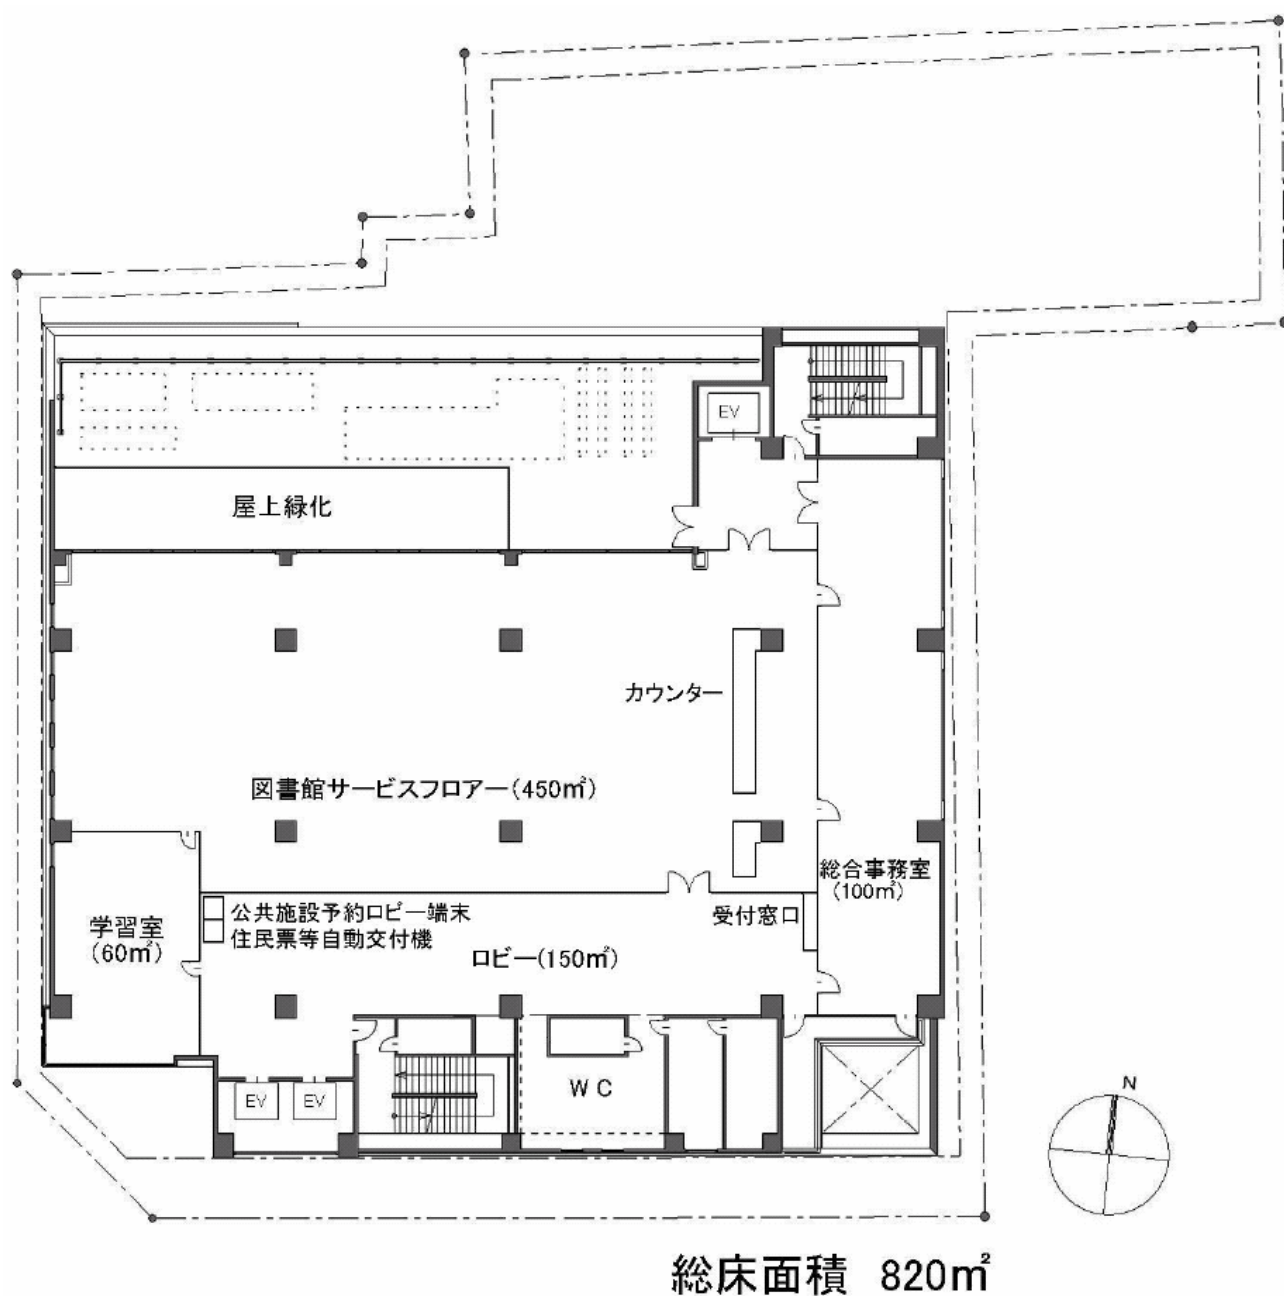 EV
屋上緑化
カウンター
図書館サービスフロアー(450㎡)
総合事務室
(100㎡)
学習室
(60㎡)
公共施設予約ロビー端末
住民票等自動交付機
受付窓口
ロビー(150㎡)
EV
EV
WC
N
総床面積 820㎡